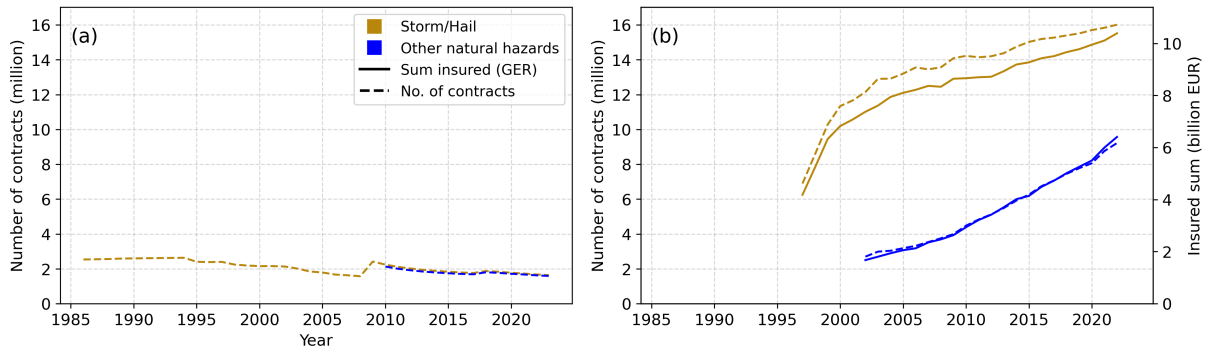 (a)
Storm/Hail
Other natural hazards
Sum insured (GER)
No. of contracts
Number of contracts (million)
16
14
12
10
8
6
4
2
0
1985 1990 1995 2000 2005 2010 2015 2020
Year
(b)
Number of contracts (million)
16
14
12
10
8
6
4
2
0
1985 1990 1995 2000 2005 2010 2015 2020
10
8
6
4
2
0
Insured sum (billion EUR)